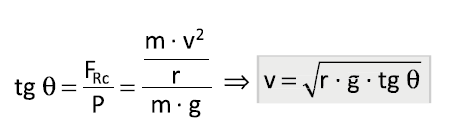 tg θ = F_Rc / P = (m · v² / r) / (m · g) ⇒ v = √(r · g · tg θ)